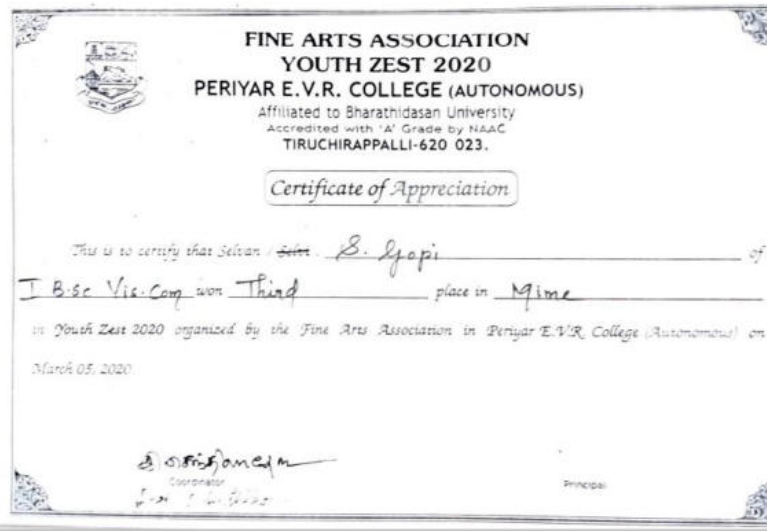 FINE ARTS ASSOCIATION
YOUTH ZEST 2020
PERIYAR E.V.R. COLLEGE (AUTONOMOUS)
Affiliated to Bharathidasan University
Accredited with 'A' Grade by NAAC
TIRUCHIRAPPALLI-620 023.
Certificate of Appreciation
This is to certify that Selvan / Selvi . S. Gopi of
I B.Sc Vis.Com won Third place in Mime
in Youth Zest 2020 organized by the Fine Arts Association in Periyar E.V.R. College (Autonomous) on
March 05, 2020.
Coordinator
Principal